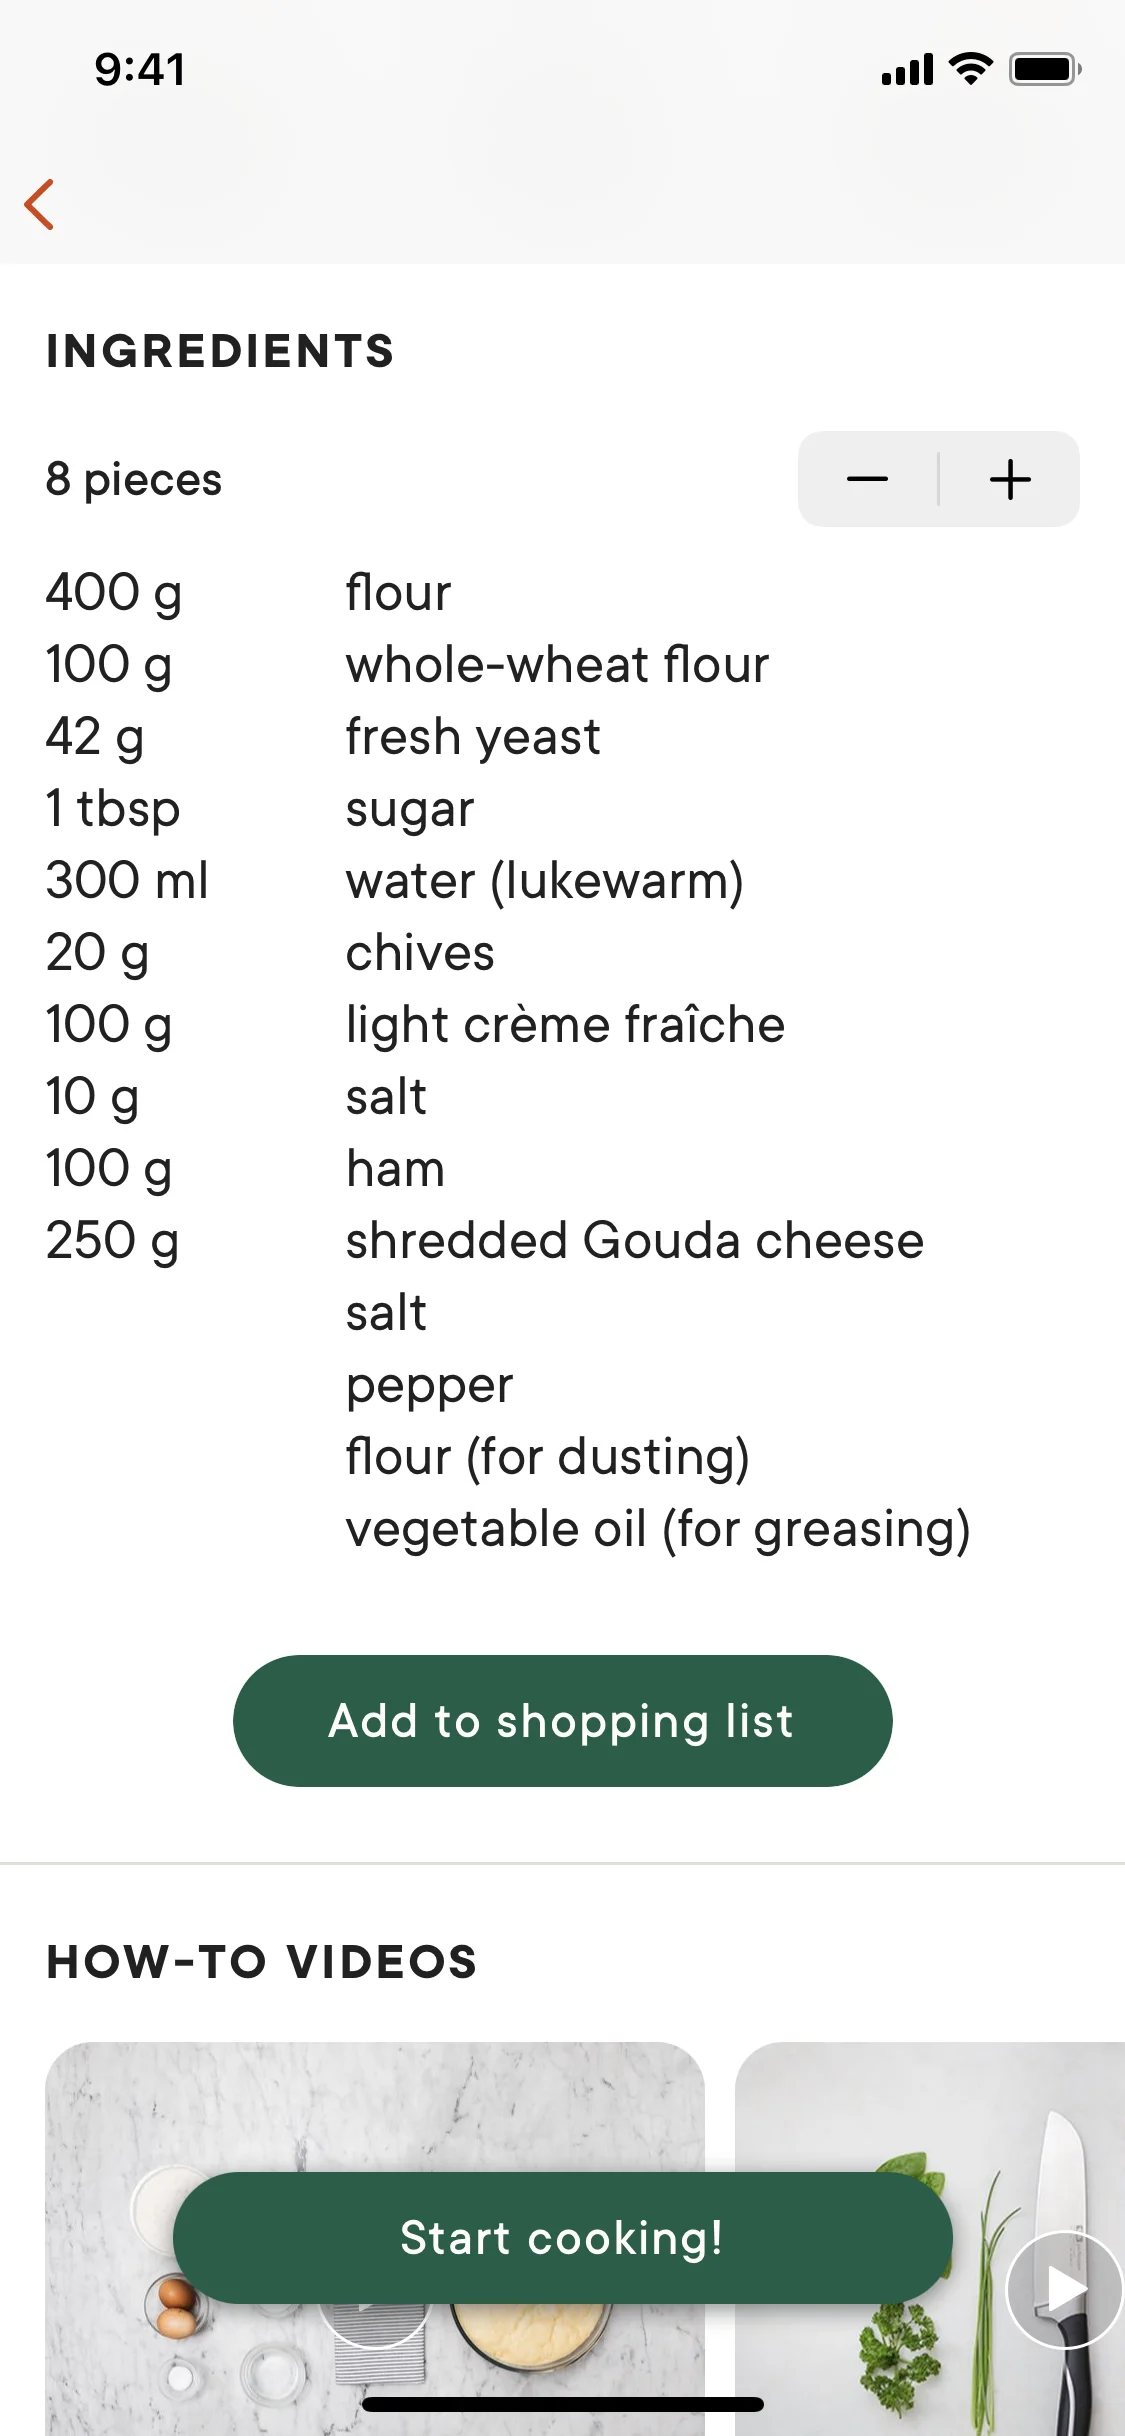 9:41
INGREDIENTS
8 pieces
400 g flour
100 g whole-wheat flour
42 g fresh yeast
1 tbsp sugar
300 ml water (lukewarm)
20 g chives
100 g light crème fraîche
10 g salt
100 g ham
250 g shredded Gouda cheese
salt
pepper
flour (for dusting)
vegetable oil (for greasing)
Add to shopping list
HOW-TO VIDEOS
Start cooking!